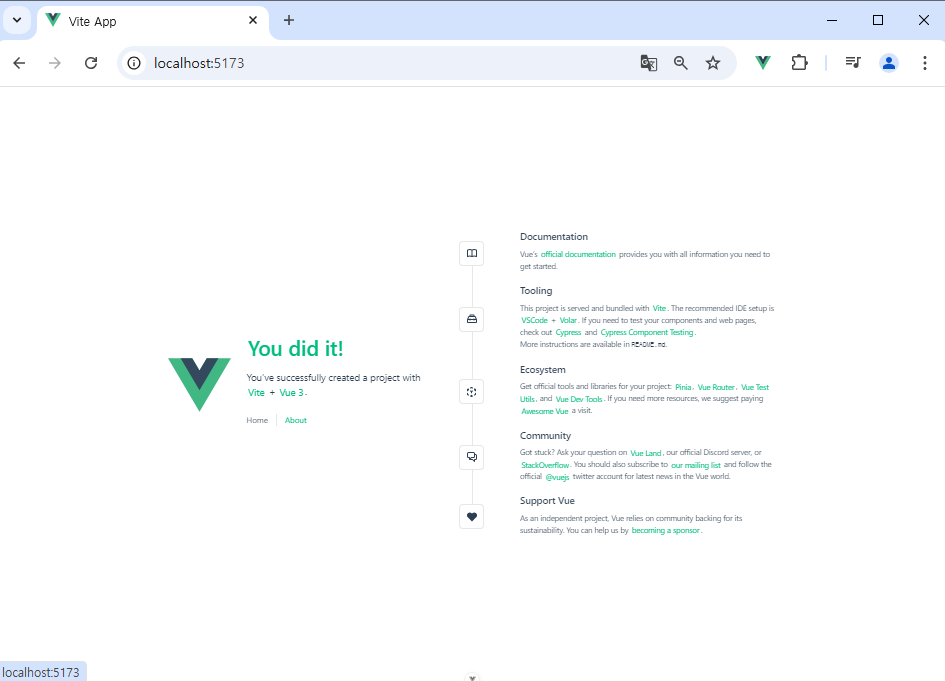 Vite App
localhost:5173
You did it!
You've successfully created a project with
Vite + Vue 3.
Home
About
Documentation
Vue's official documentation provides you with all information you need to
get started.
Tooling
This project is served and bundled with Vite. The recommended IDE setup is
VSCode + Volar. If you need to test your components and web pages,
check out Cypress and Cypress Component Testing.
More instructions are available in README.md.
Ecosystem
Get official tools and libraries for your project: Pinia, Vue Router, Vue Test
Utils, and Vue Dev Tools. If you need more resources, we suggest paying
Awesome Vue a visit.
Community
Got stuck? Ask your question on Vue Land, our official Discord server, or
StackOverflow. You should also subscribe to our mailing list and follow the
official @vuejs twitter account for latest news in the Vue world.
Support Vue
As an independent project, Vue relies on community backing for its
sustainability. You can help us by becoming a sponsor.
localhost:5173